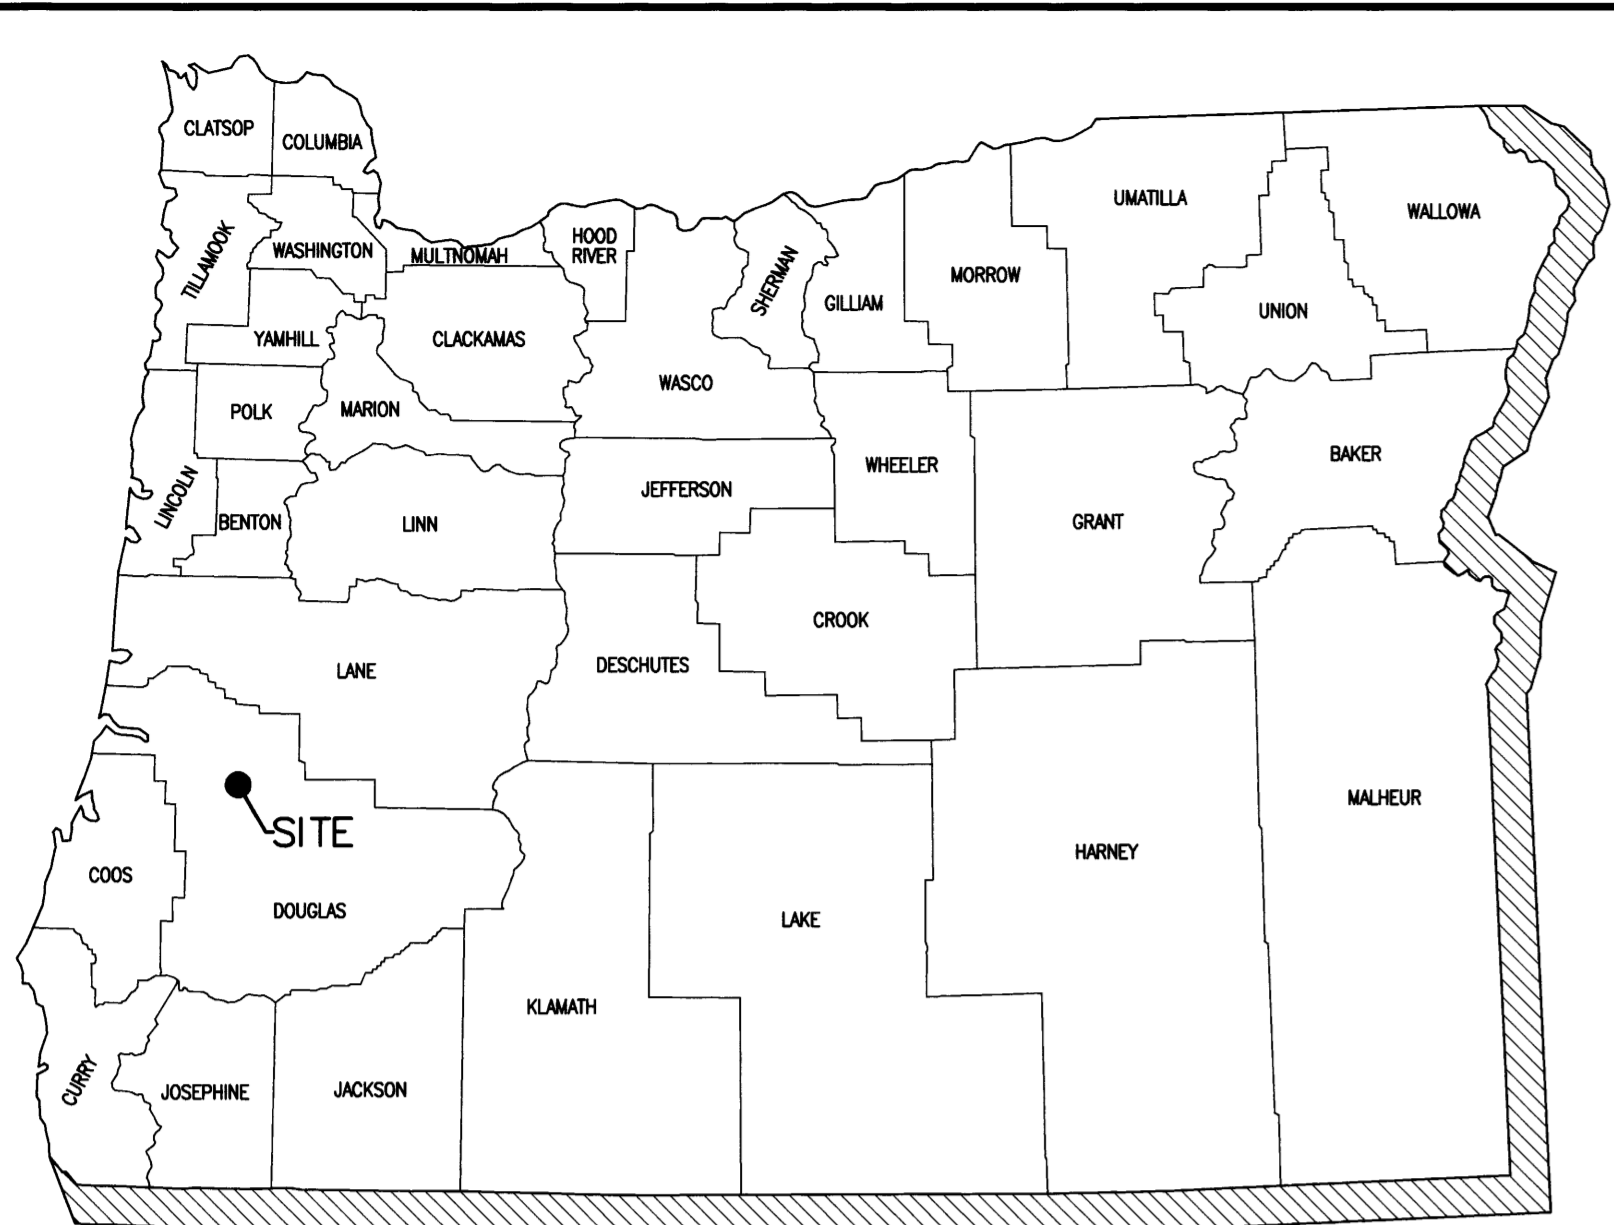 CLATSOP
COLUMBIA
TILLAMOOK
WASHINGTON
MULTNOMAH
HOOD
RIVER
SHERMAN
GILLIAM
MORROW
UMATILLA
UNION
WALLOWA
YAMHILL
CLACKAMAS
WASCO
POLK
MARION
LINCOLN
BENTON
LINN
JEFFERSON
WHEELER
GRANT
BAKER
LANE
DESCHUTES
CROOK
SITE
COOS
DOUGLAS
LAKE
HARNEY
MALHEUR
KLAMATH
CURRY
JOSEPHINE
JACKSON